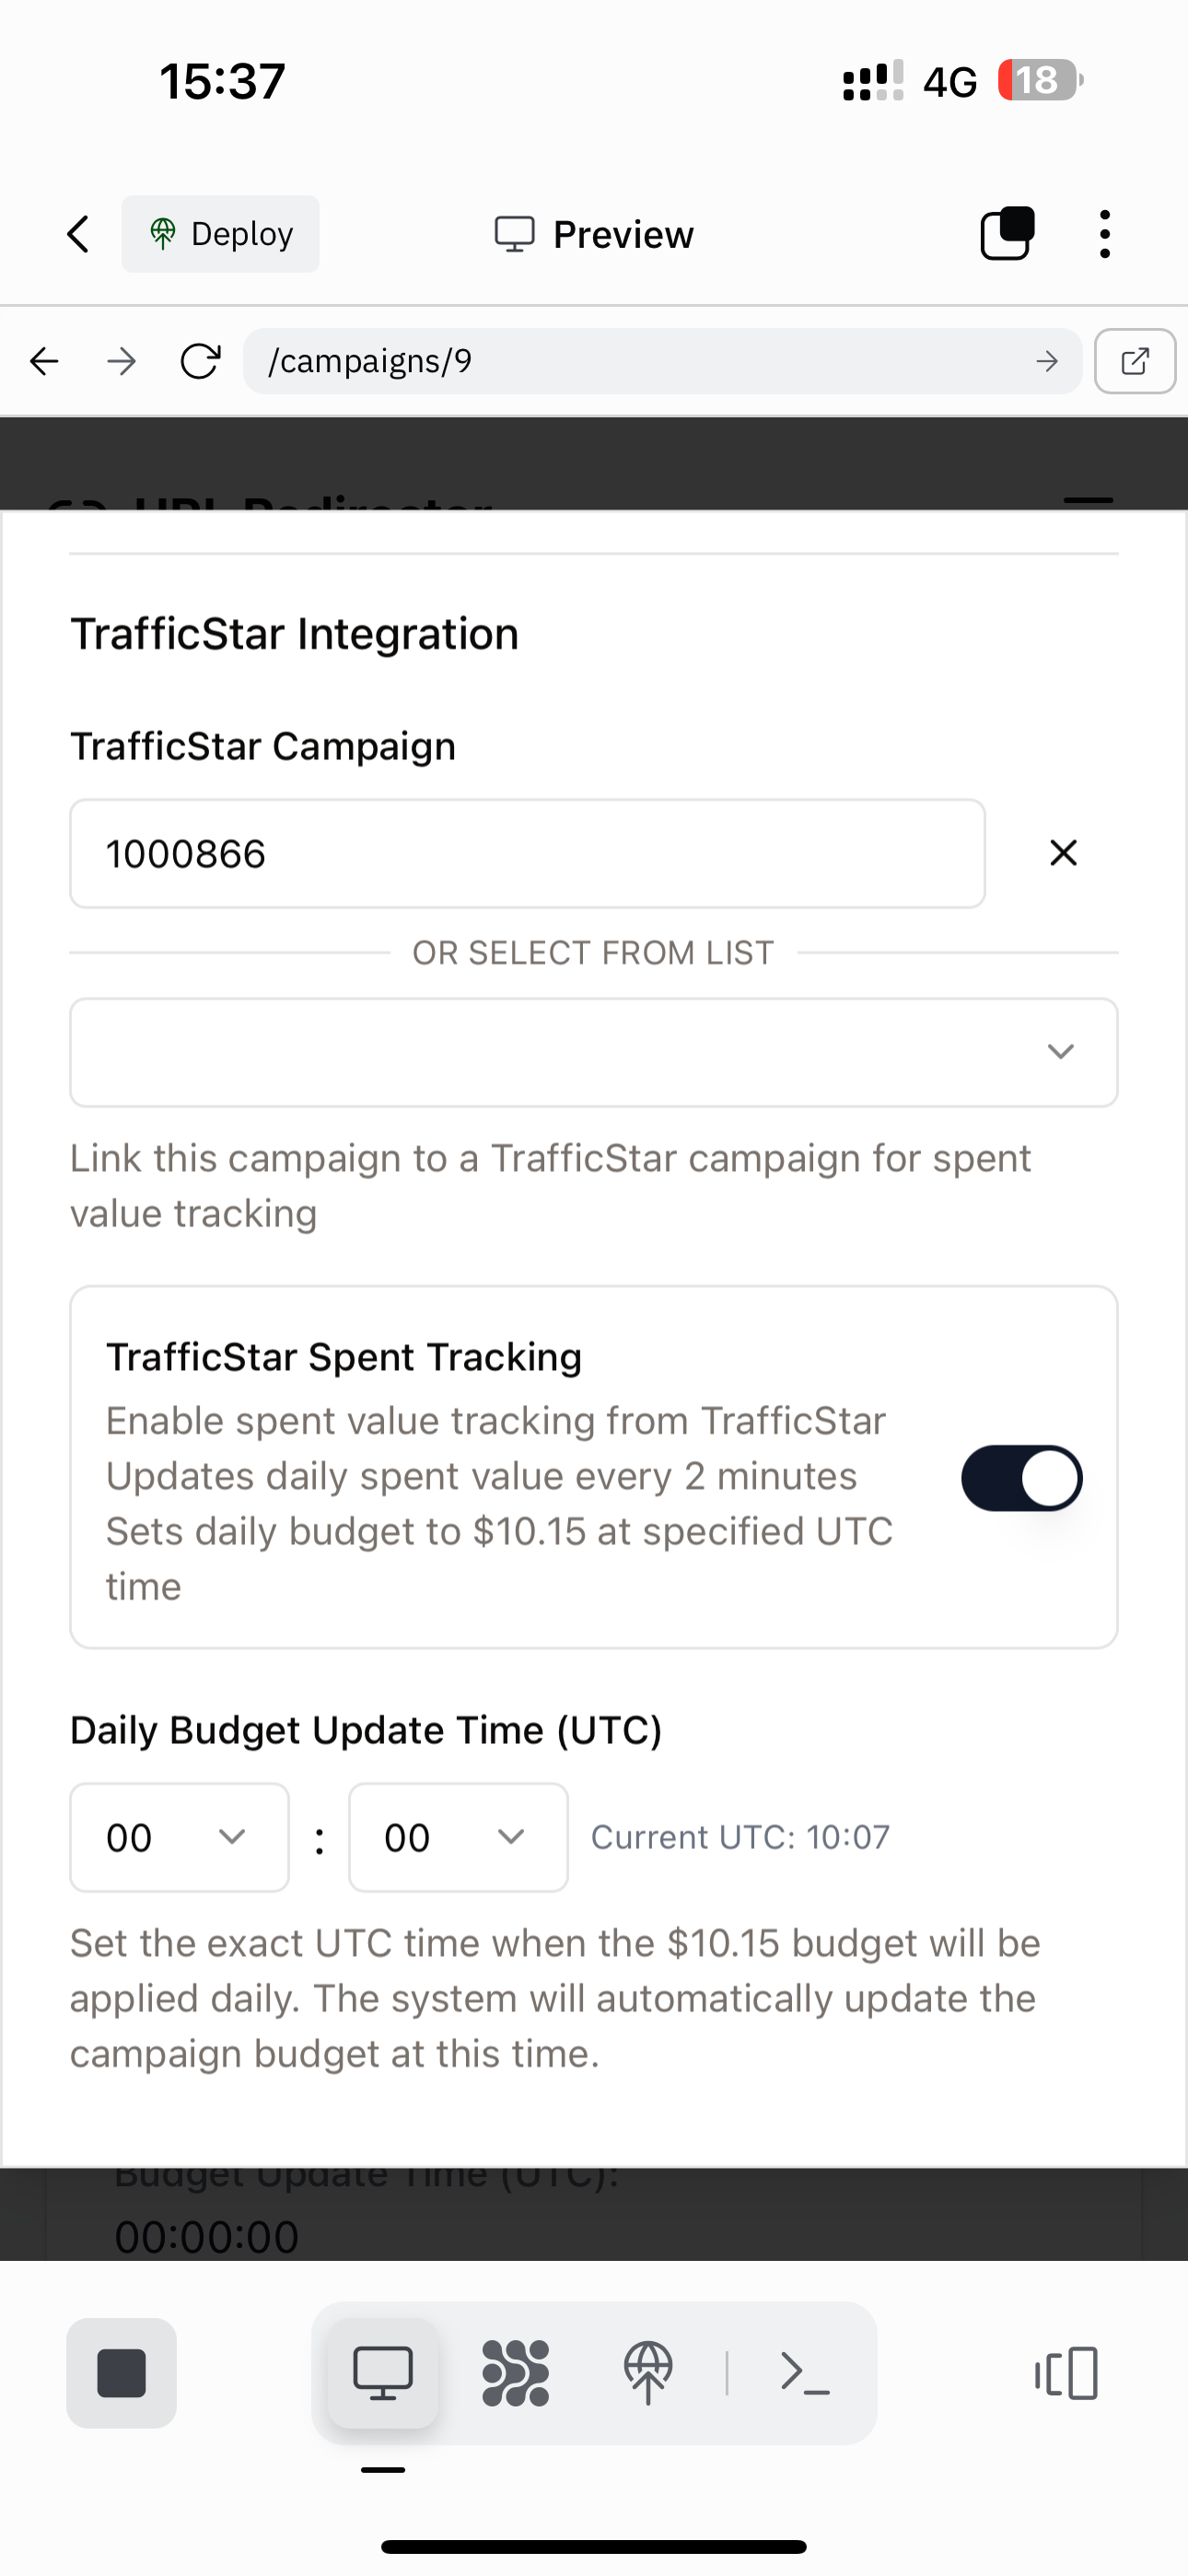 15:37
4G
18
Deploy
Preview
/campaigns/9
URL Redirector
TrafficStar Integration
TrafficStar Campaign
1000866
OR SELECT FROM LIST
Link this campaign to a TrafficStar campaign for spent
value tracking
TrafficStar Spent Tracking
Enable spent value tracking from TrafficStar
Updates daily spent value every 2 minutes
Sets daily budget to $10.15 at specified UTC
time
Daily Budget Update Time (UTC)
00 : 00 Current UTC: 10:07
Set the exact UTC time when the $10.15 budget will be
applied daily. The system will automatically update the
campaign budget at this time.
Budget Update Time (UTC):
00:00:00